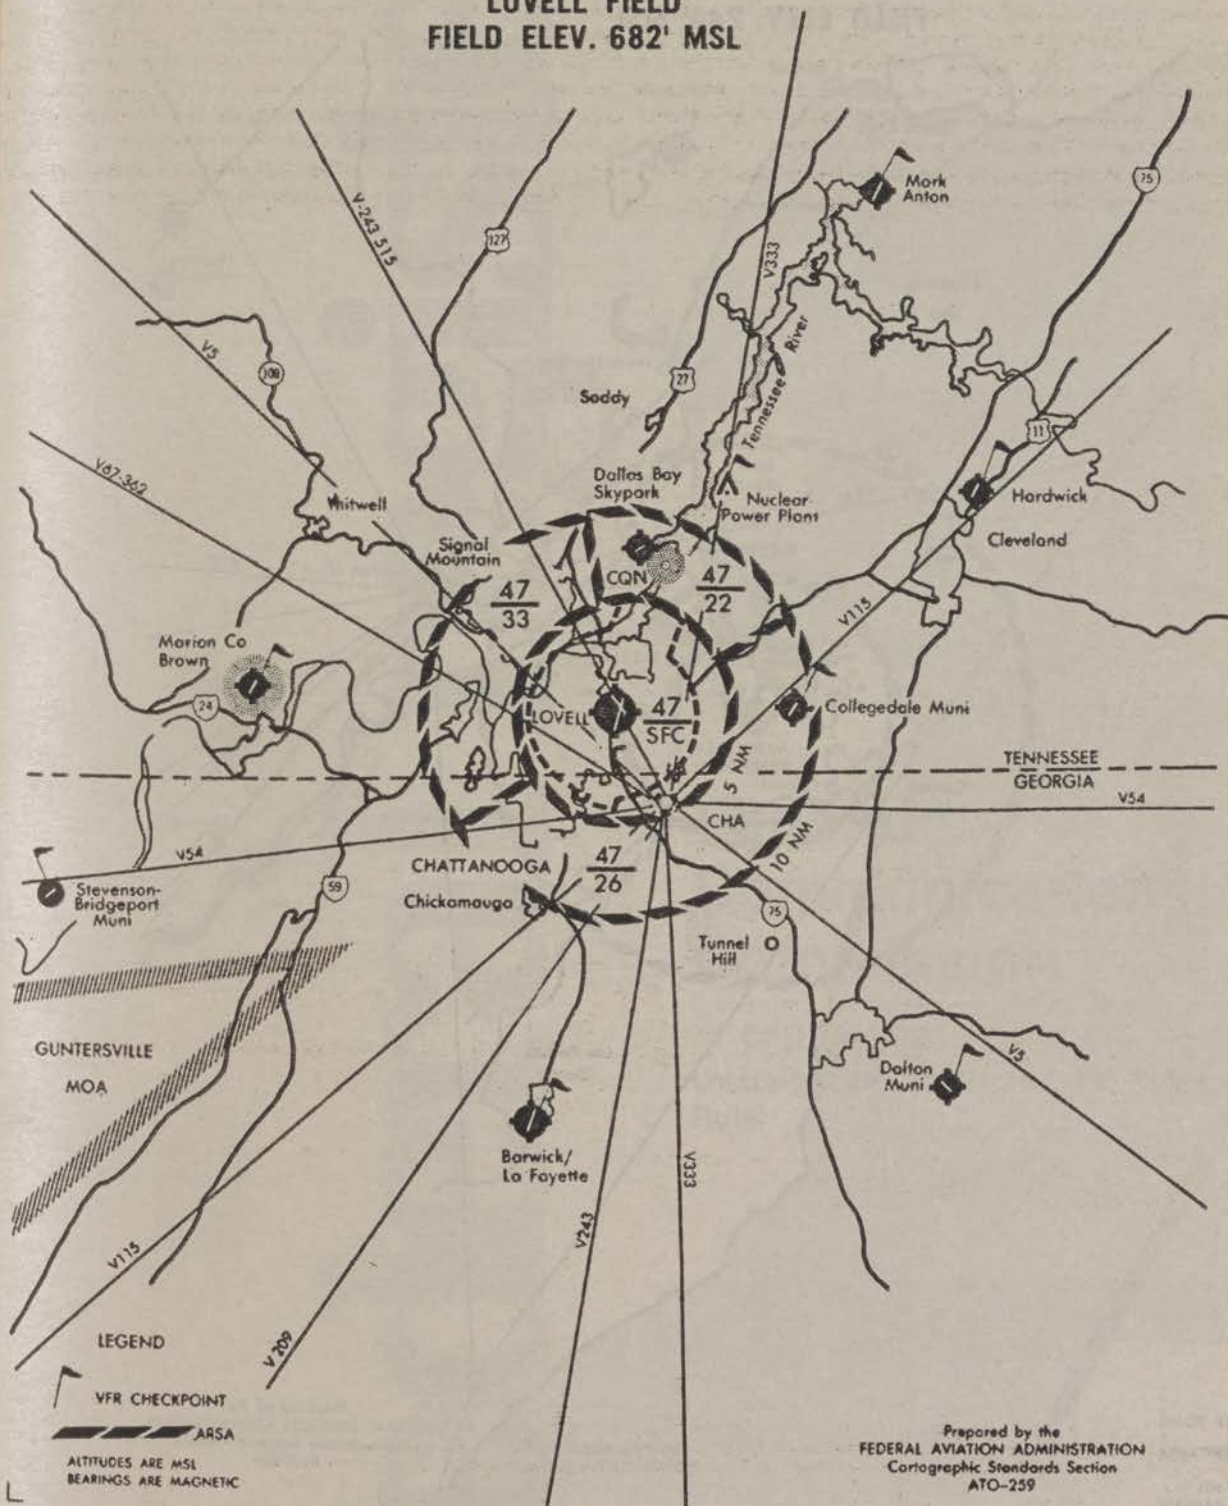 LOVELL FIELD
FIELD ELEV. 682' MSL
V-243 515
127
V333
Mark
Anton
75
V5
108
27
Soddy
Tennessee River
11
V67-362
Whitwell
Dallas Bay
Skypark
Nuclear
Power Plant
Hardwick
Cleveland
Signal
Mountain
CQN
47
33
47
22
V115
Marion Co
Brown
24
LOVELL
47
SFC
Collegedale Muni
5 NM
TENNESSEE
GEORGIA
V54
CHA
V54
10 NM
CHATTANOOGA
47
26
Chickamauga
59
Stevenson-
Bridgeport
Muni
75
Tunnel
Hill
GUNTERSVILLE
MOA
V5
Dalton
Muni
Barwick/
La Fayette
V333
V243
V115
V 209
LEGEND
VFR CHECKPOINT
ARSA
ALTITUDES ARE MSL
BEARINGS ARE MAGNETIC
Prepared by the
FEDERAL AVIATION ADMINISTRATION
Cartographic Standards Section
ATO-259